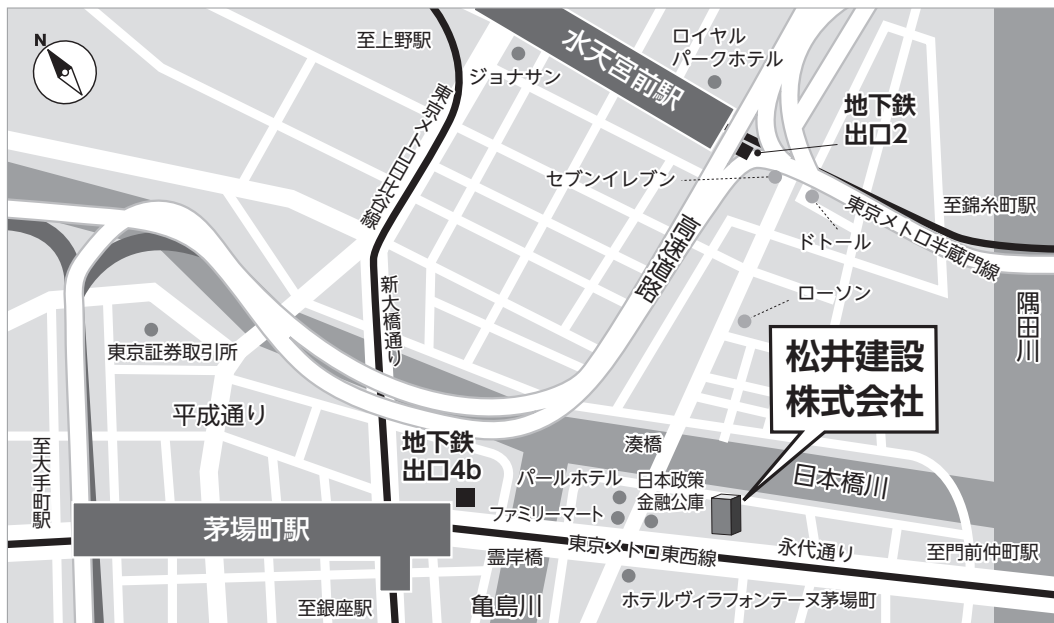 N
至上野駅
ジョナサン
水天宮前駅
ロイヤル
パークホテル
地下鉄
出口2
東京メトロ日比谷線
セブンイレブン
至錦糸町駅
東京メトロ半蔵門線
ドトール
高速道路
ローソン
隅田川
新大橋通り
東京証券取引所
松井建設
株式会社
平成通り
至大手町駅
地下鉄
出口4b
湊橋
パールホテル
日本政策
金融公庫
日本橋川
ファミリーマート
茅場町駅
霊岸橋
東京メトロ東西線
永代通り
至門前仲町駅
至銀座駅
亀島川
ホテルヴィラフォンテーヌ茅場町